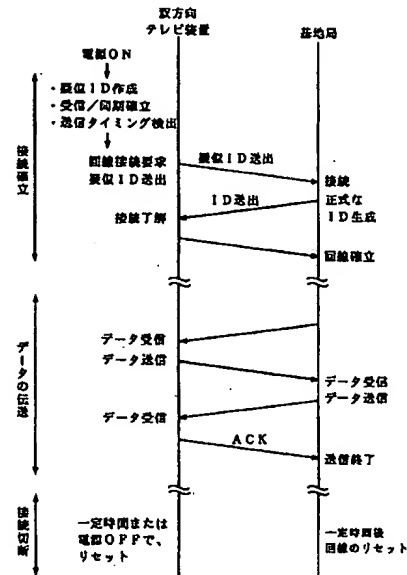 双方向
テレビ装置
基地局
電源ON
接続確立
・疑似ID作成
・受信/同期確立
・送信タイミング検出
回線接続要求
疑似ID送出
疑似ID送出
接続
ID送出
正式な
ID生成
接続了解
回線確立
データの伝送
データ受信
データ送信
データ受信
データ送信
データ受信
ACK
送信終了
接続切断
一定時間または
電源OFFで、
リセット
一定時間後
回線のリセット